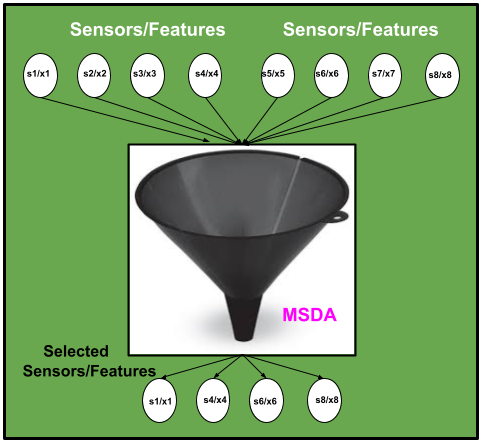 Sensors/Features
Sensors/Features
s1/x1
s2/x2
s3/x3
s4/x4
s5/x5
s6/x6
s7/x7
s8/x8
MSDA
Selected
Sensors/Features
s1/x1
s4/x4
s6/x6
s8/x8